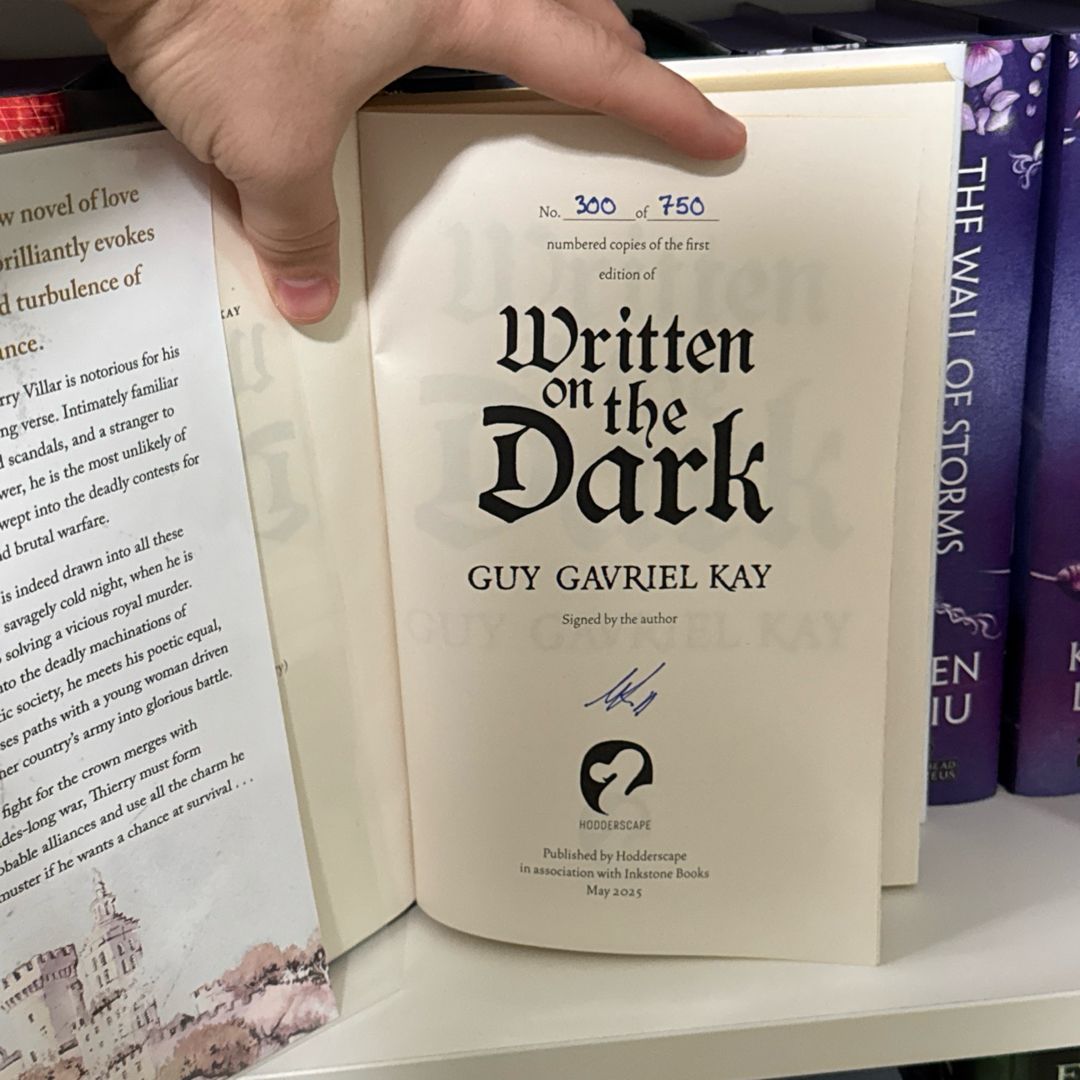 w novel of love
rilliantly evokes
d turbulence of
ance.
rry Villar is notorious for his
ng verse. Intimately familiar
scandals, and a stranger to
wer, he is the most unlikely of
wept into the deadly contests for
d brutal warfare.
is indeed drawn into all these
savagely cold night, when he is
solving a vicious royal murder.
nto the deadly machinations of
ic society, he meets his poetic equal,
ses paths with a young woman driven
her country's army into glorious battle.
fight for the crown merges with
des-long war, Thierry must form
obable alliances and use all the charm he
muster if he wants a chance at survival . . .
KAY
No. 300 of 750
numbered copies of the first
edition of
Written
on the
Dark
GUY GAVRIEL KAY
Signed by the author
HODDERSCAPE
Published by Hodderscape
in association with Inkstone Books
May 2025
THE WALL OF STORMS
EN
IU
EAD
EUS
K